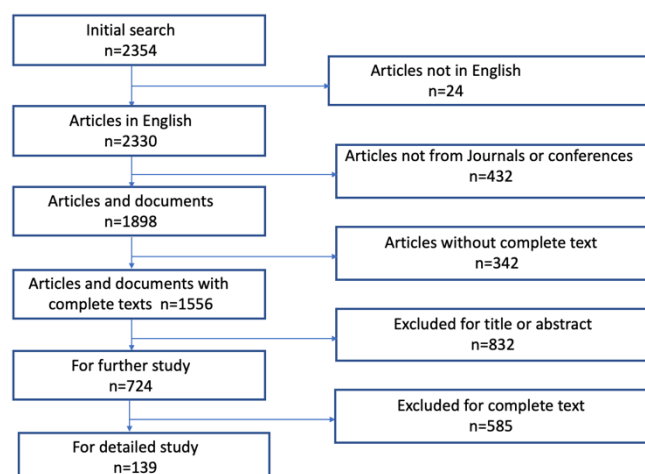 Initial search
n=2354
Articles not in English
n=24
Articles in English
n=2330
Articles not from Journals or conferences
n=432
Articles and documents
n=1898
Articles without complete text
n=342
Articles and documents with
complete texts n=1556
Excluded for title or abstract
n=832
For further study
n=724
Excluded for complete text
n=585
For detailed study
n=139